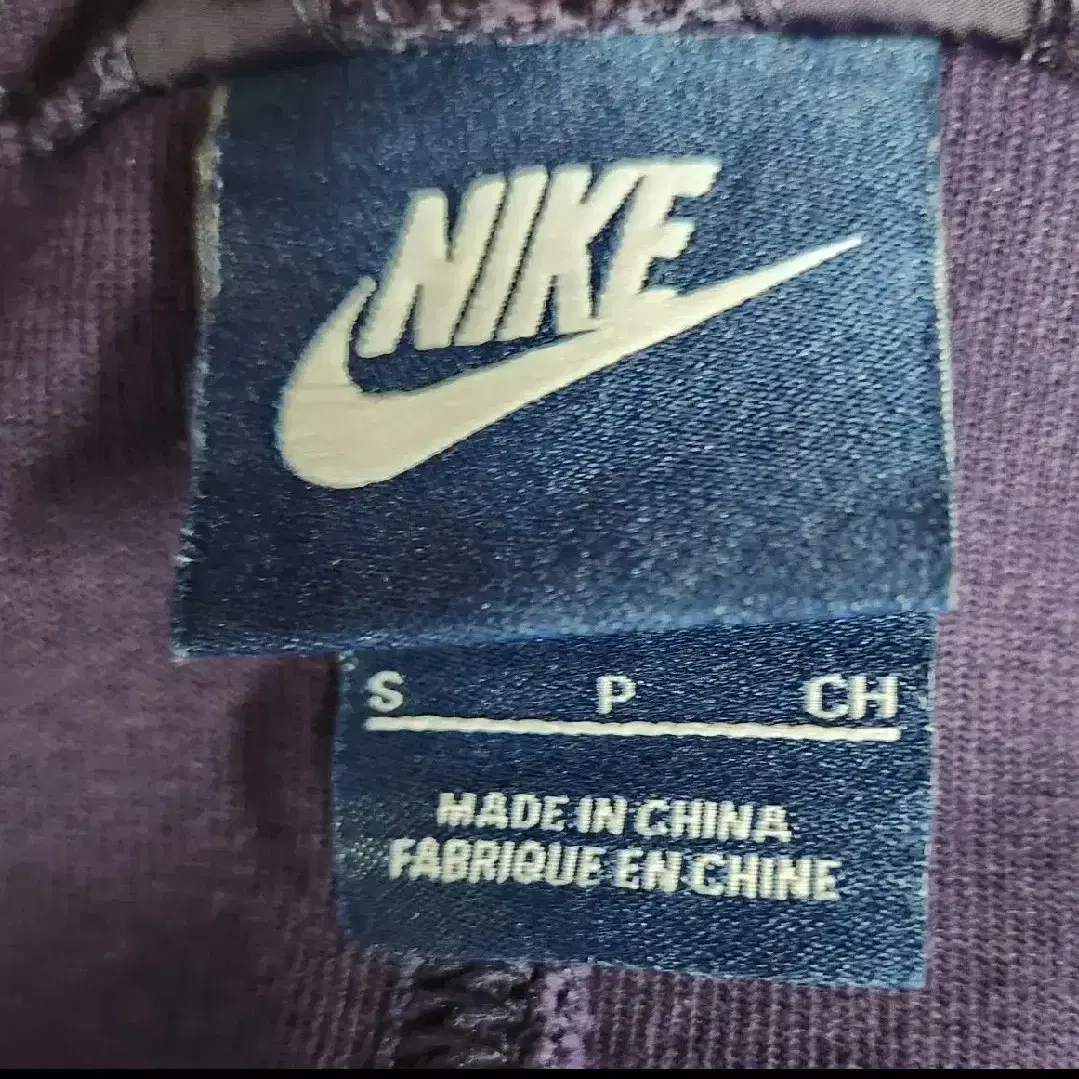 NIKE
S P CH
MADE IN CHINA
FABRIQUE EN CHINE